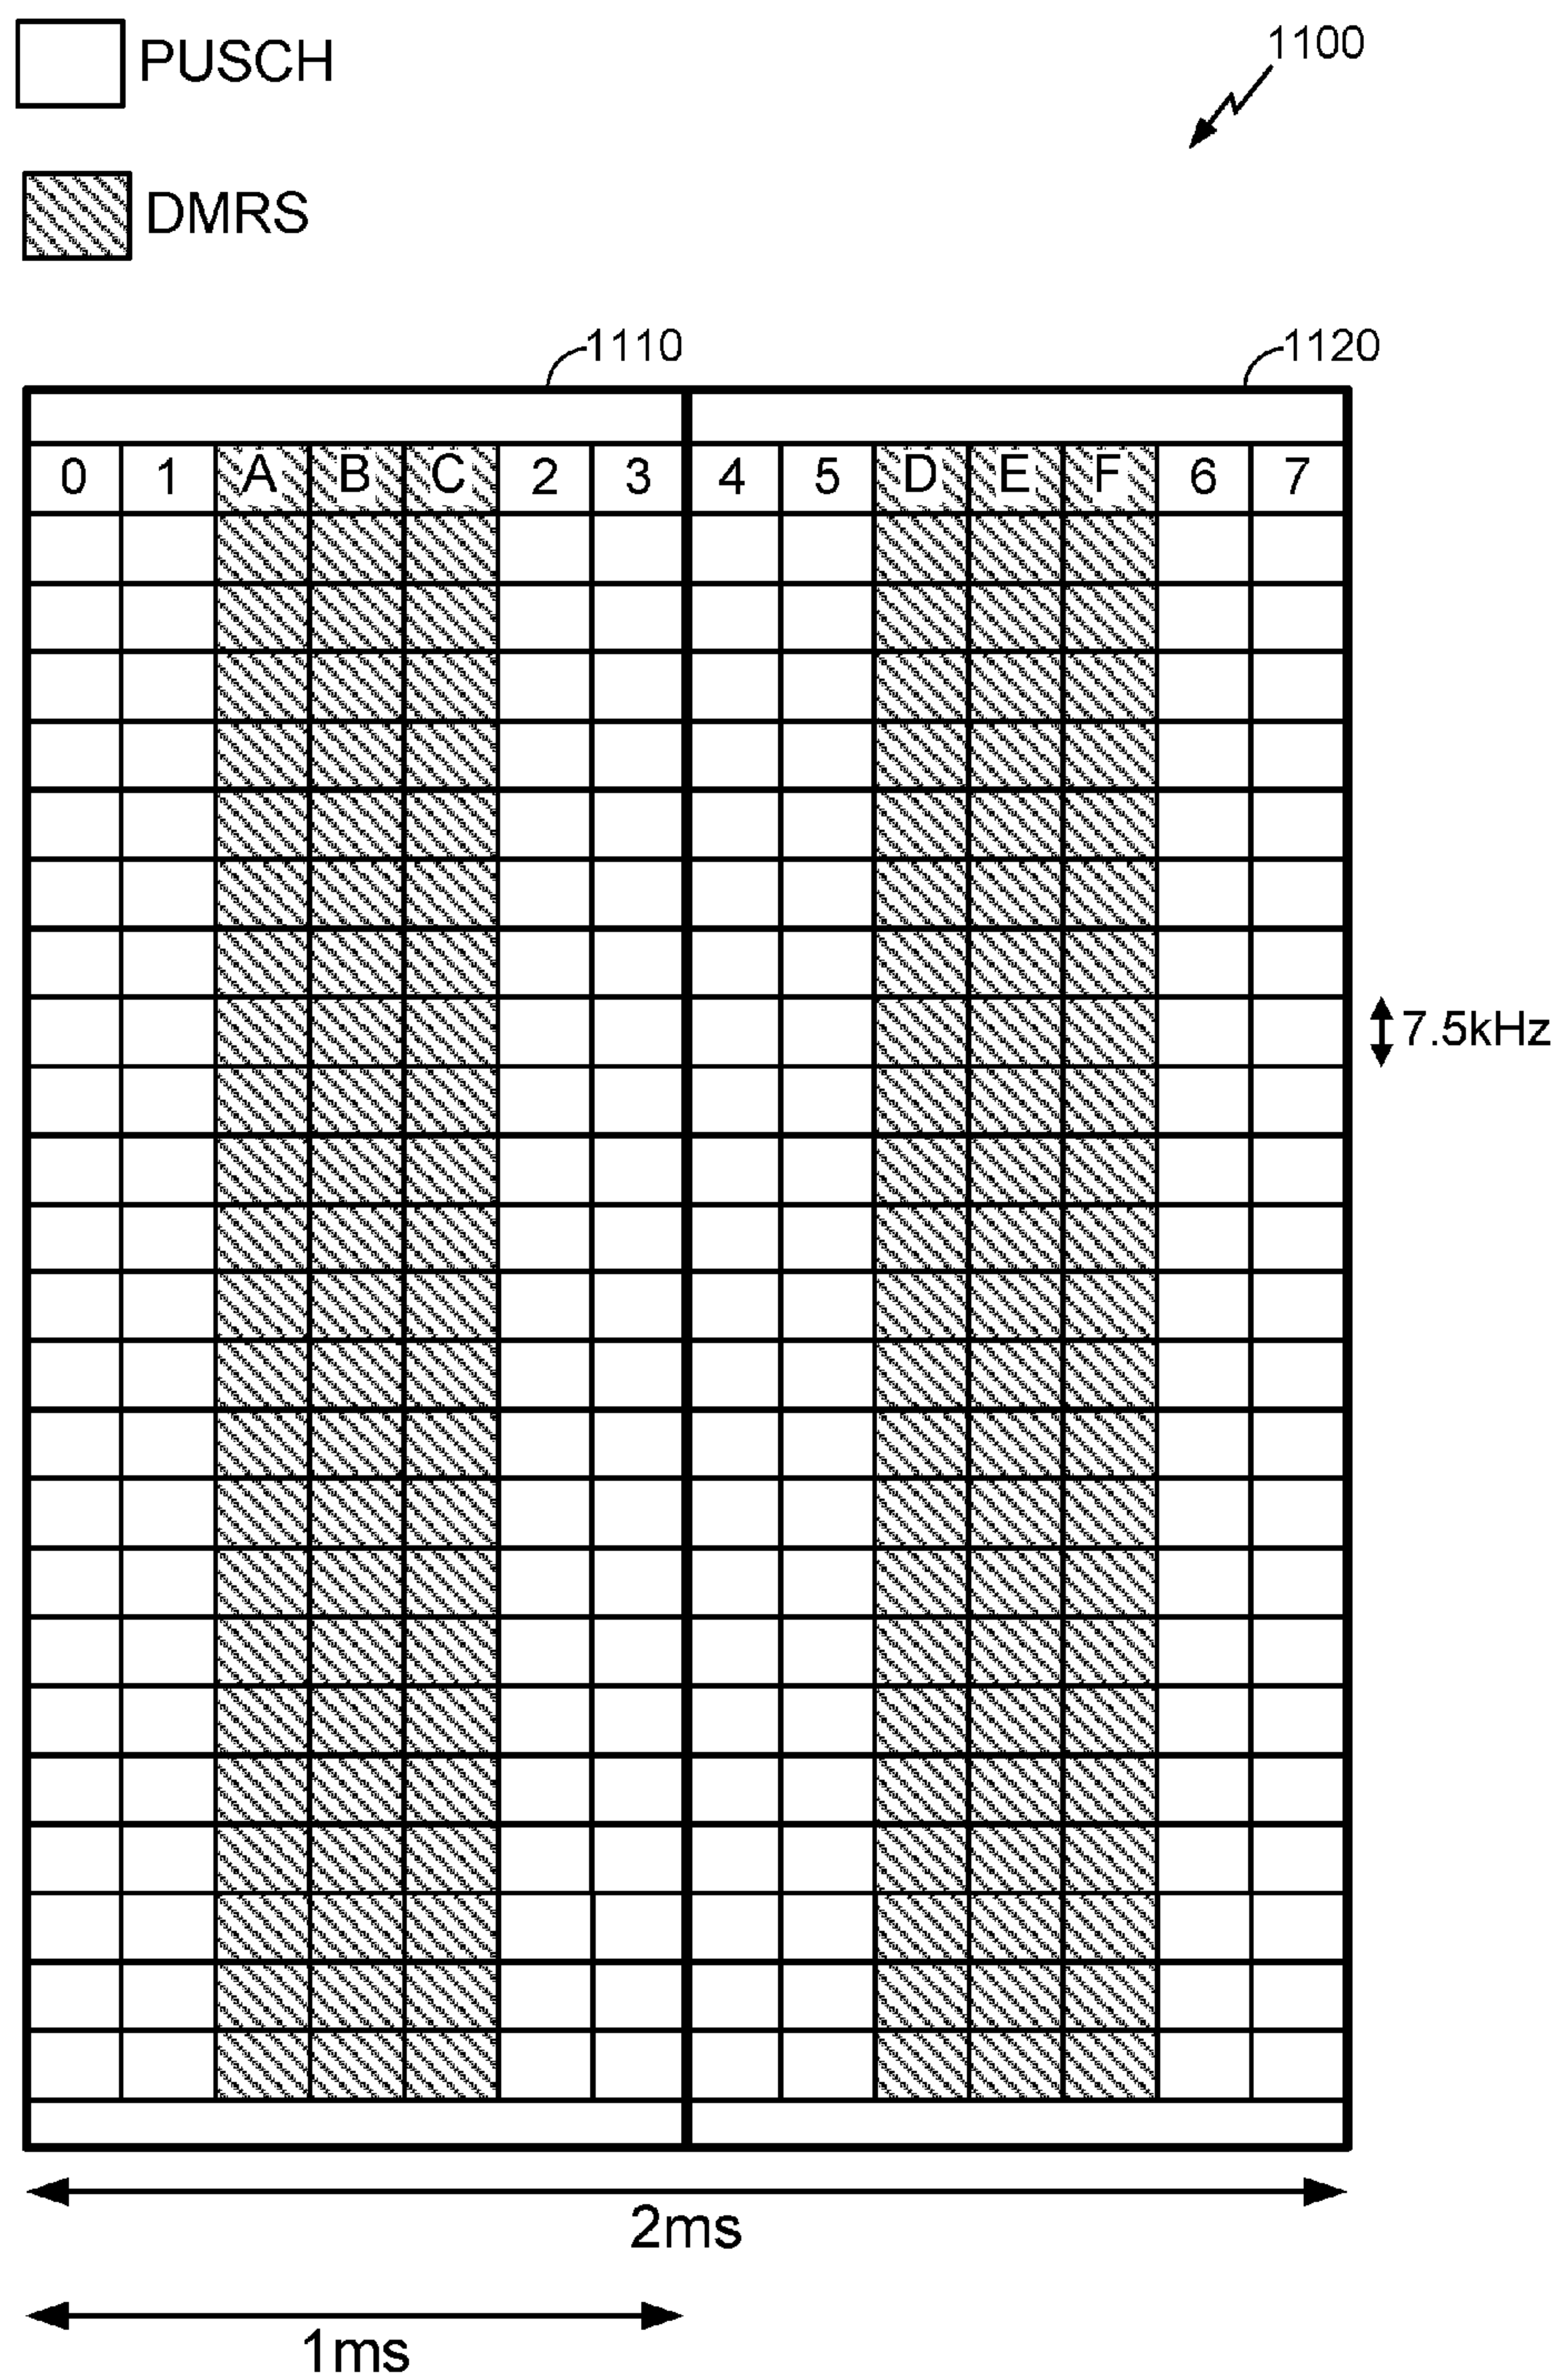 PUSCH
1100
DMRS
1110
1120
0 1 A B C 2 3 4 5 D E F 6 7
7.5kHz
2ms
1ms